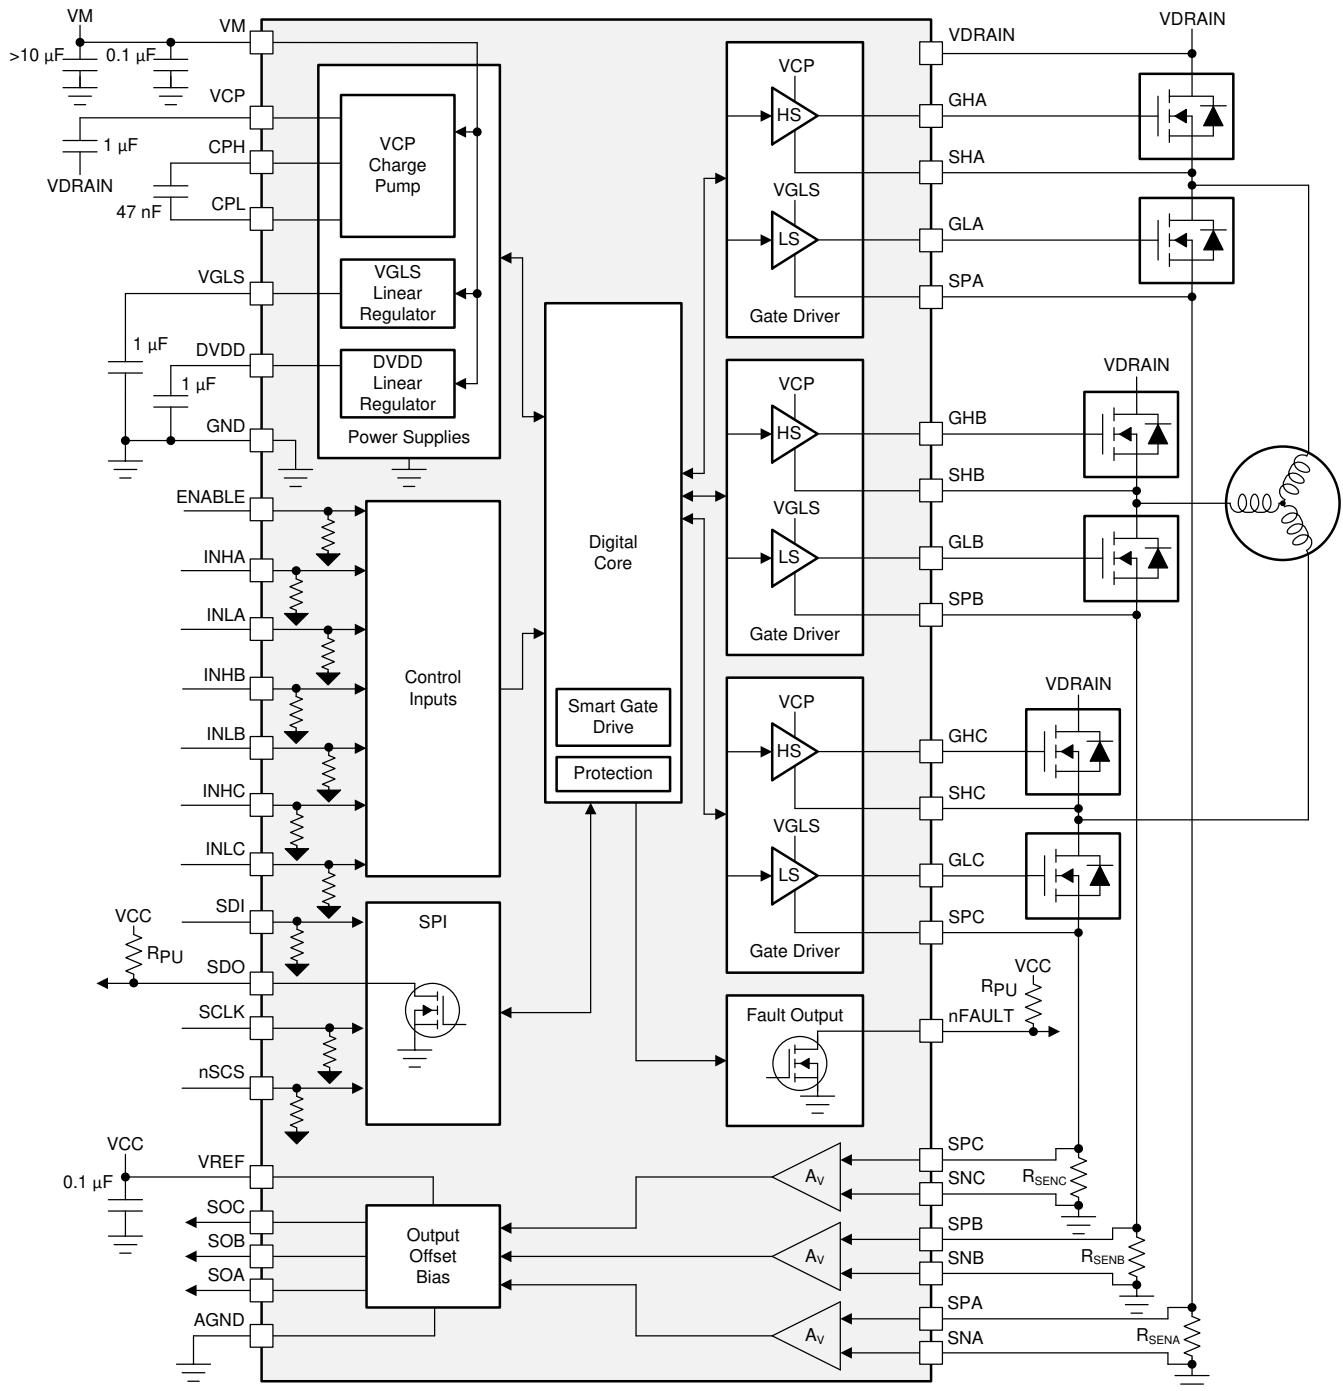 VM
VM
>10 µF
0.1 µF
VCP
1 µF
VDRAIN
CPH
47 nF
CPL
VGLS
1 µF
DVDD
1 µF
GND
VCP
Charge
Pump
VGLS
Linear
Regulator
DVDD
Linear
Regulator
Power Supplies
ENABLE
INHA
INLA
INHB
INLB
INHC
INLC
Control
Inputs
SDI
VCC
RPU
SDO
SCLK
nSCS
SPI
VCC
0.1 µF
VREF
SOC
SOB
SOA
AGND
Output
Offset
Bias
Digital
Core
Smart Gate
Drive
Protection
VCP
HS
VGLS
LS
Gate Driver
VCP
HS
VGLS
LS
Gate Driver
VCP
HS
VGLS
LS
Gate Driver
Fault Output
AV
AV
AV
VDRAIN
VDRAIN
GHA
SHA
GLA
SPA
VDRAIN
GHB
SHB
GLB
SPB
VDRAIN
GHC
SHC
GLC
SPC
VCC
RPU
nFAULT
SPC
SNC
RSENC
SPB
SNB
RSENB
SPA
SNA
RSENA